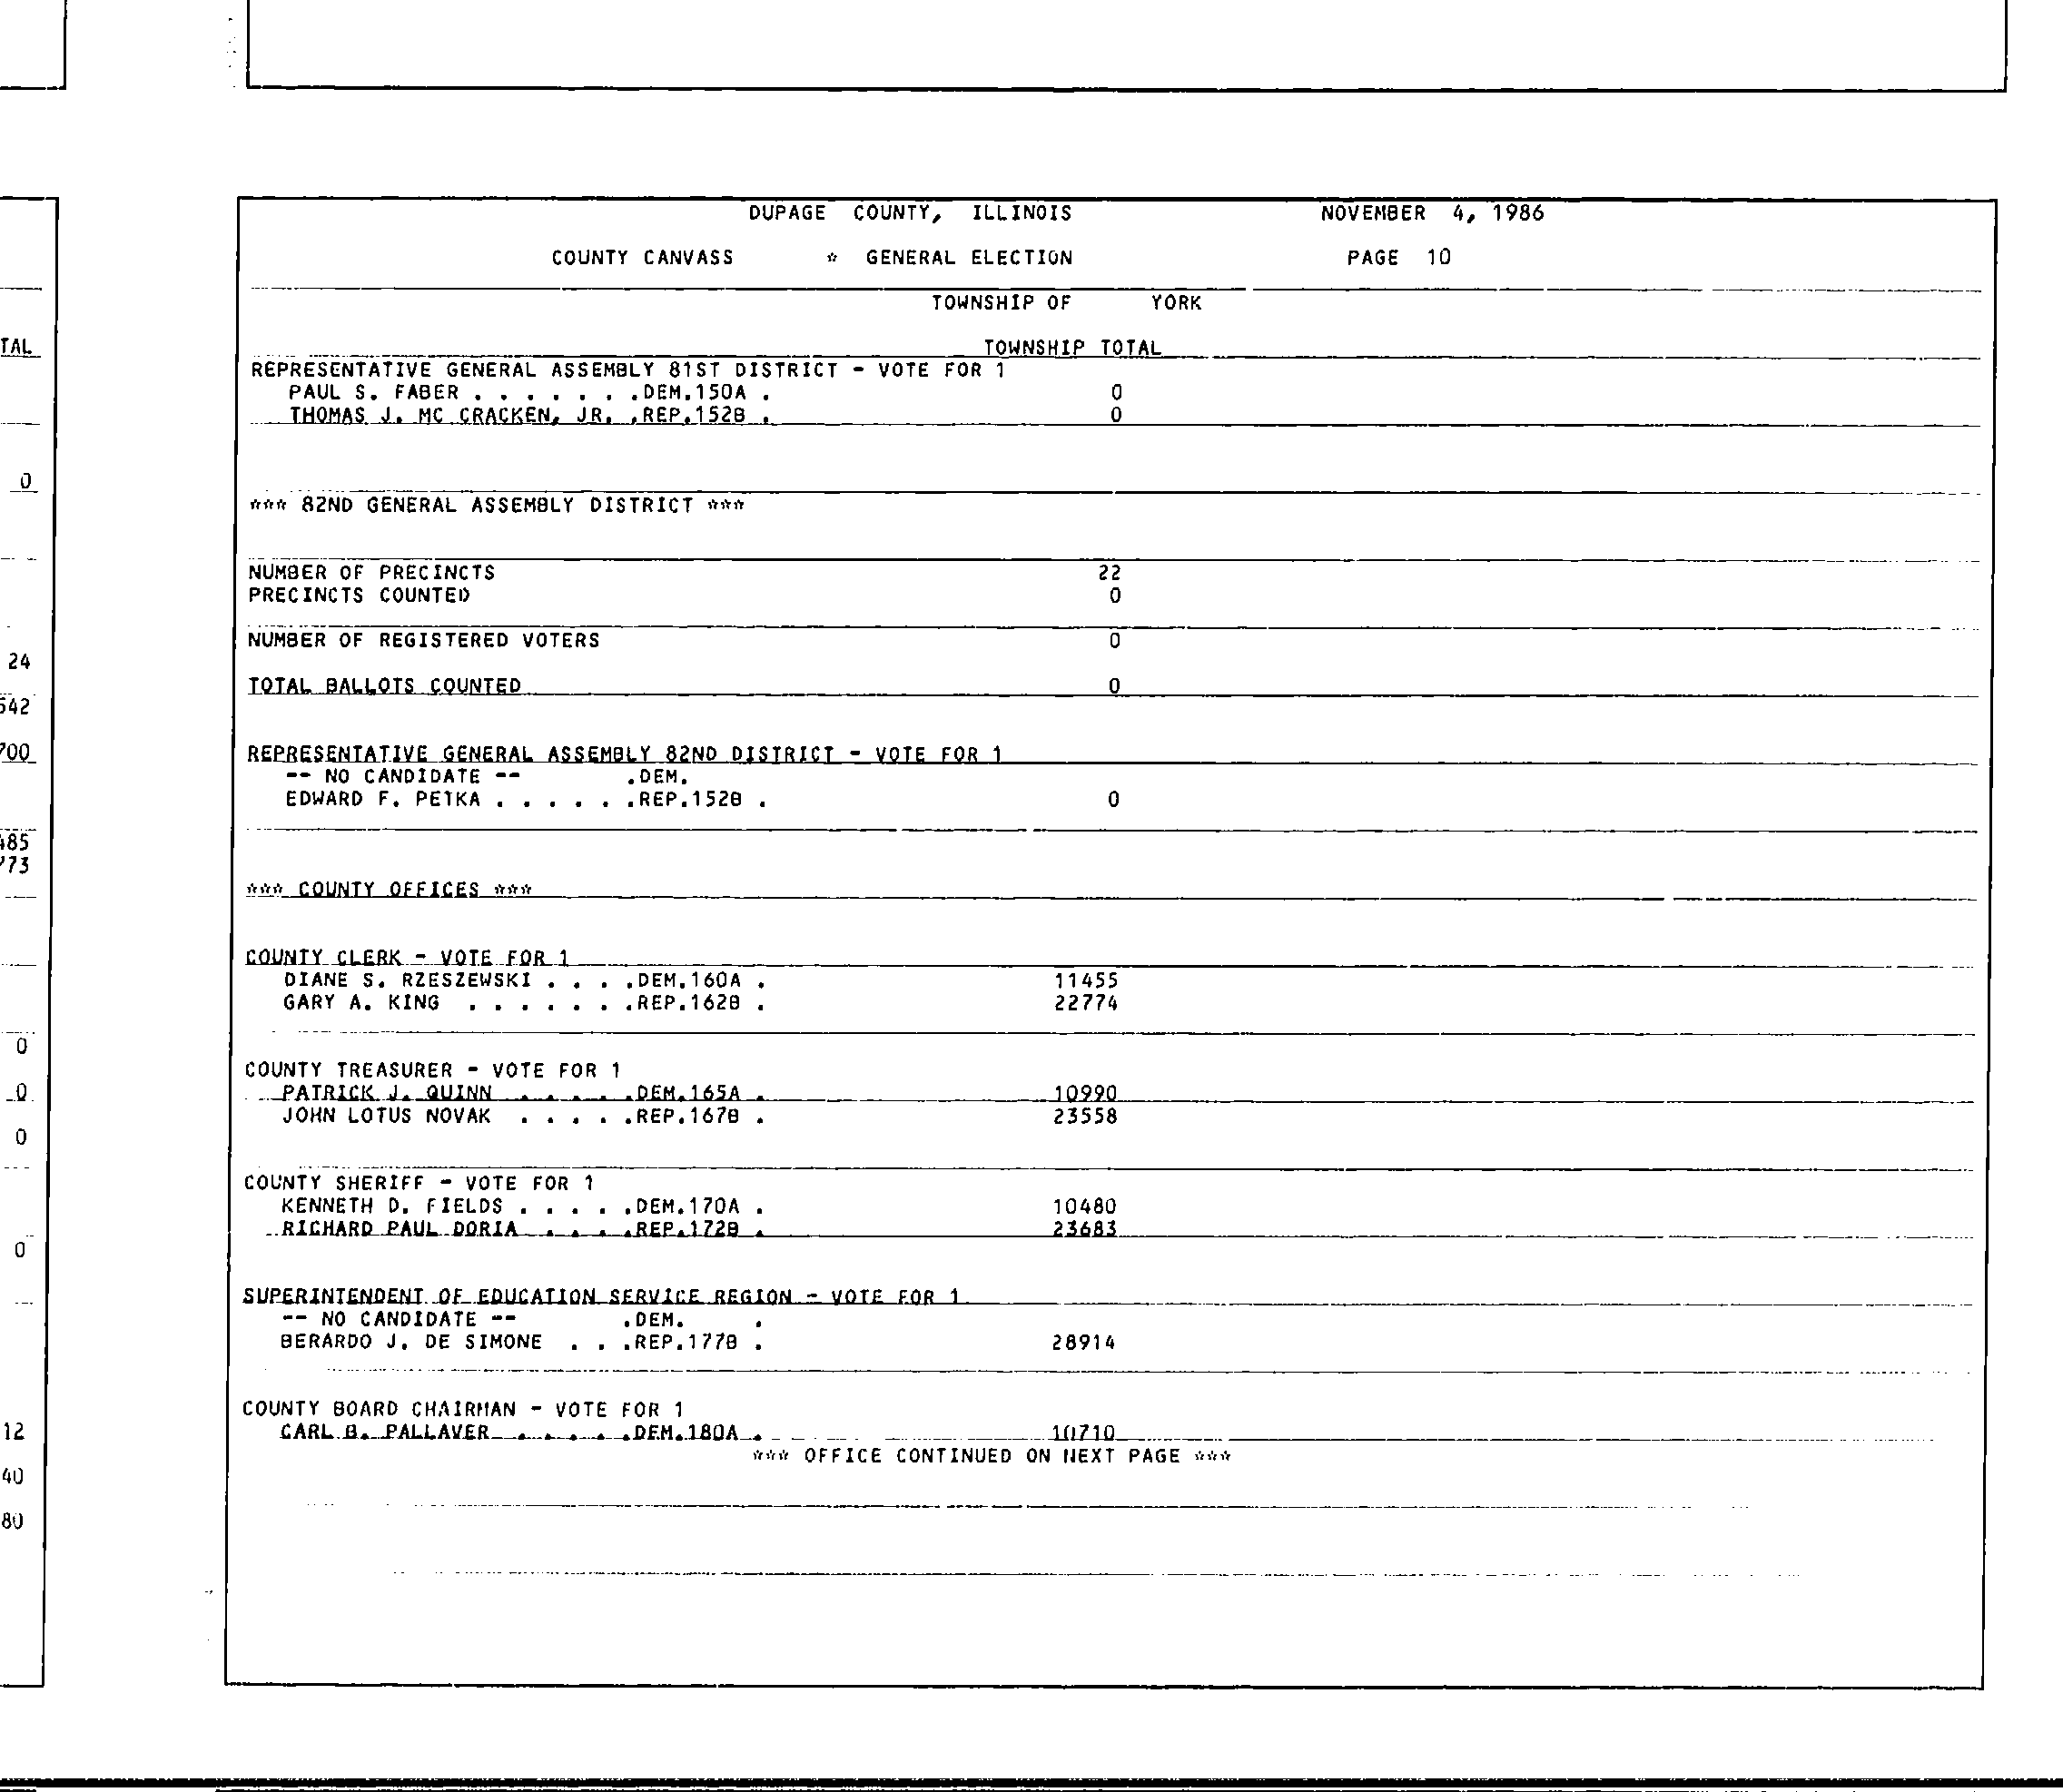 TAL
0
24
542
700
485
773
0
0
0
0
12
40
80
DUPAGE COUNTY, ILLINOIS NOVEMBER 4, 1986
COUNTY CANVASS * GENERAL ELECTION PAGE 10
TOWNSHIP OF YORK
TOWNSHIP TOTAL
REPRESENTATIVE GENERAL ASSEMBLY 81ST DISTRICT - VOTE FOR 1
PAUL S. FABER . . . . . . .DEM.150A . 0
THOMAS J. MC CRACKEN, JR. .REP.152B . 0
*** 82ND GENERAL ASSEMBLY DISTRICT ***
NUMBER OF PRECINCTS 22
PRECINCTS COUNTED 0
NUMBER OF REGISTERED VOTERS 0
TOTAL BALLOTS COUNTED 0
REPRESENTATIVE GENERAL ASSEMBLY 82ND DISTRICT - VOTE FOR 1
-- NO CANDIDATE -- .DEM.
EDWARD F. PETKA . . . . . .REP.152B . 0
*** COUNTY OFFICES ***
COUNTY CLERK - VOTE FOR 1
DIANE S. RZESZEWSKI . . . .DEM.160A . 11455
GARY A. KING . . . . . . .REP.162B . 22774
COUNTY TREASURER - VOTE FOR 1
PATRICK J. QUINN . . . . .DEM.165A . 10990
JOHN LOTUS NOVAK . . . . .REP.167B . 23558
COUNTY SHERIFF - VOTE FOR 1
KENNETH D. FIELDS . . . . .DEM.170A . 10480
RICHARD PAUL DORIA . . . .REP.172B . 23683
SUPERINTENDENT OF EDUCATION SERVICE REGION - VOTE FOR 1
-- NO CANDIDATE -- .DEM. .
BERARDO J. DE SIMONE . . .REP.177B . 28914
COUNTY BOARD CHAIRMAN - VOTE FOR 1
CARL B. PALLAVER . . . . . .DEM.180A . 10710
*** OFFICE CONTINUED ON NEXT PAGE ***